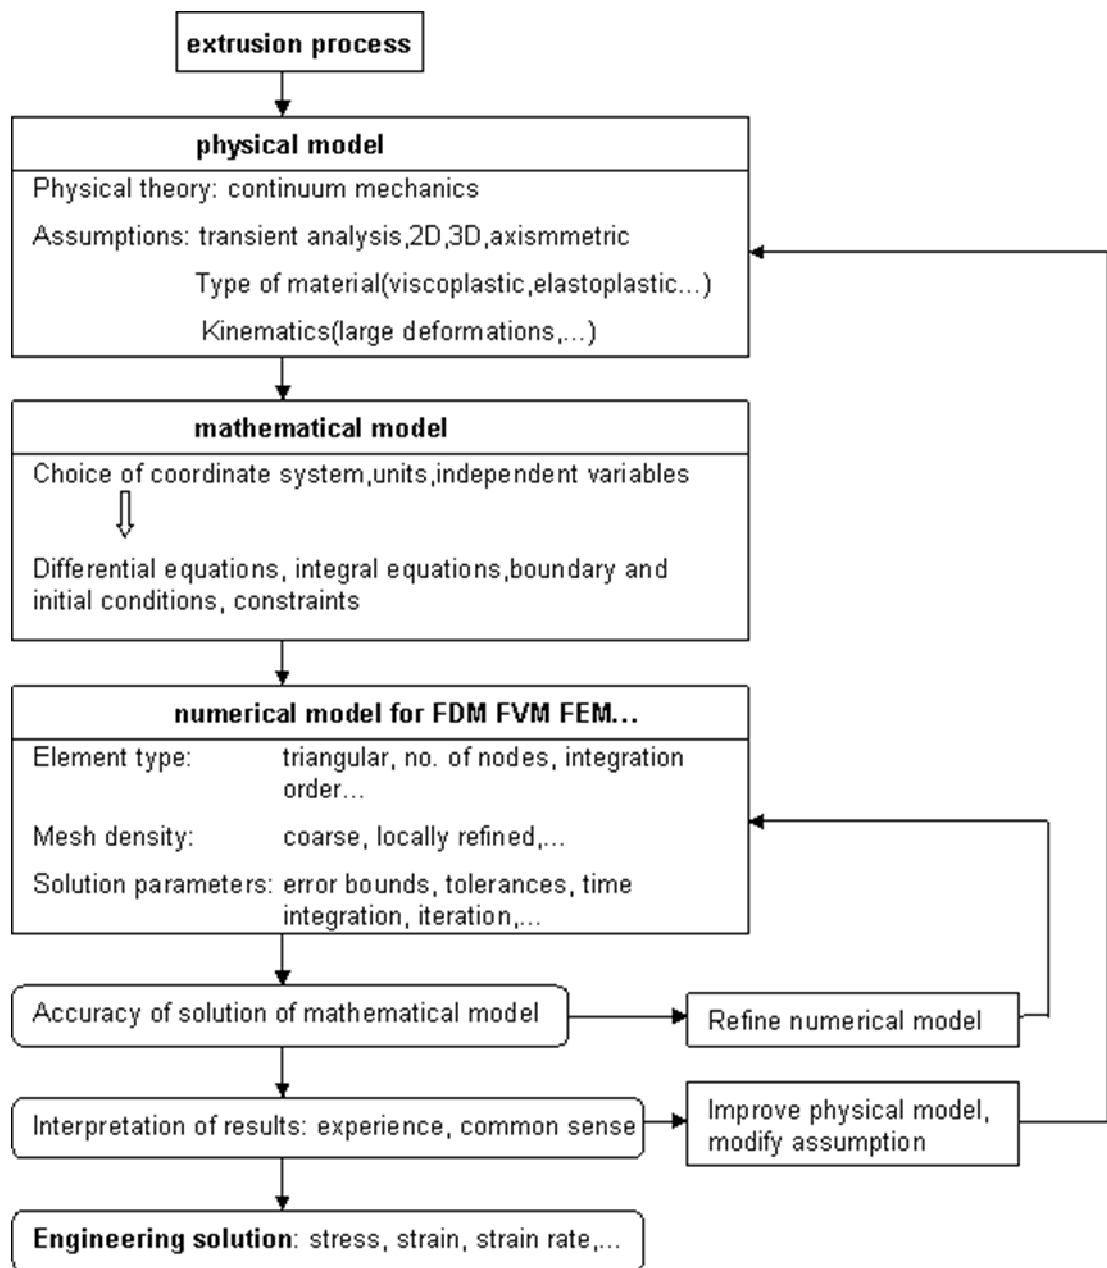 extrusion process
physical model
Physical theory: continuum mechanics
Assumptions: transient analysis,2D,3D,axismmetric
Type of material(viscoplastic,elastoplastic...)
Kinematics(large deformations,...)
mathematical model
Choice of coordinate system,units,independent variables
Differential equations, integral equations,boundary and
initial conditions, constraints
numerical model for FDM FVM FEM...
Element type: triangular, no. of nodes, integration
order...
Mesh density: coarse, locally refined,...
Solution parameters: error bounds, tolerances, time
integration, iteration,...
Accuracy of solution of mathematical model
Refine numerical model
Interpretation of results: experience, common sense
Improve physical model,
modify assumption
Engineering solution: stress, strain, strain rate,...